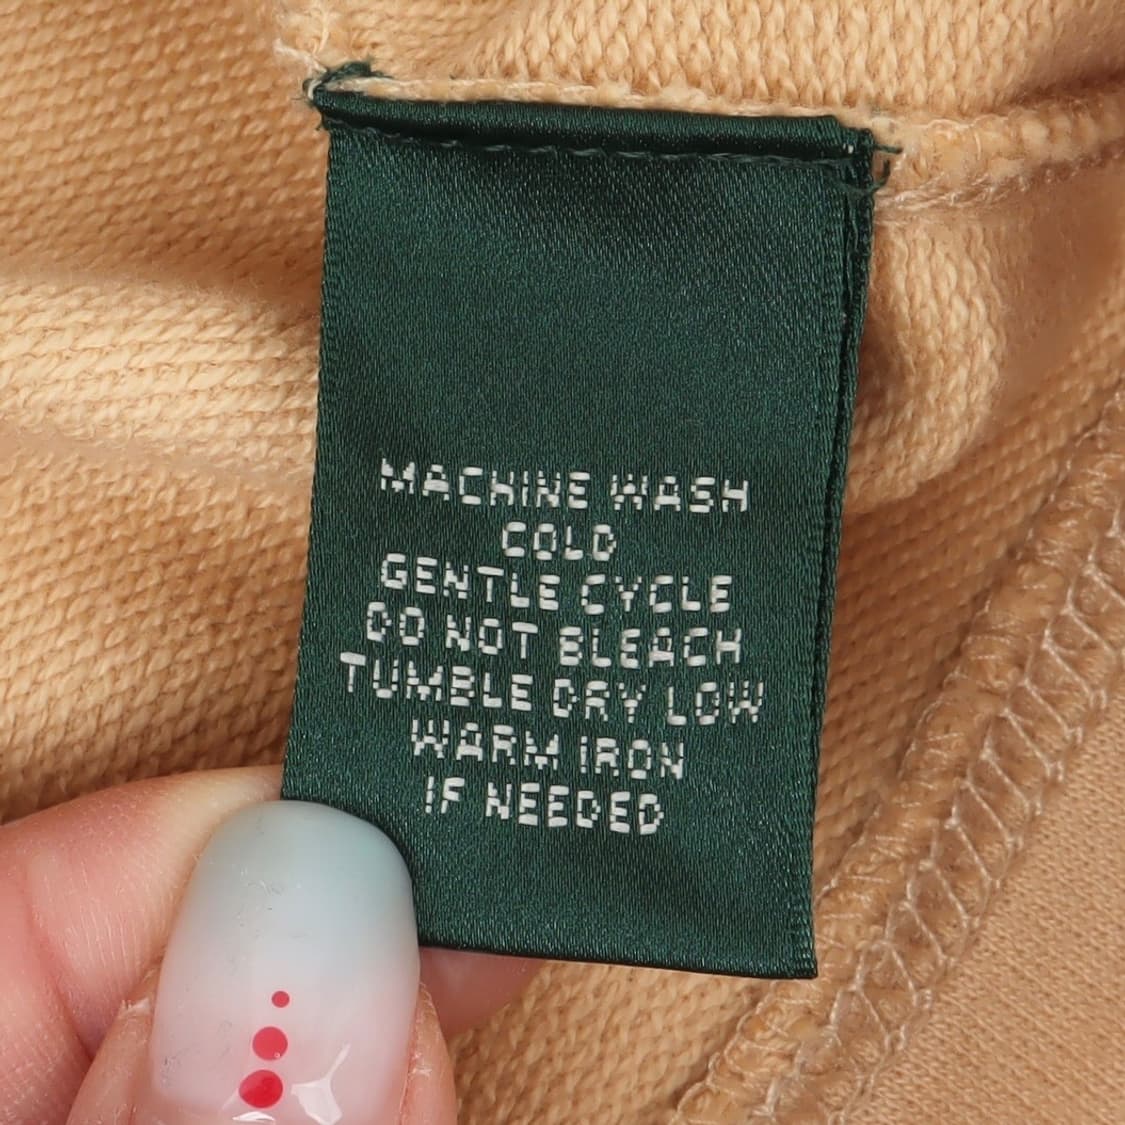 MACHINE WASH
COLD
GENTLE CYCLE
DO NOT BLEACH
TUMBLE DRY LOW
WARM IRON
IF NEEDED